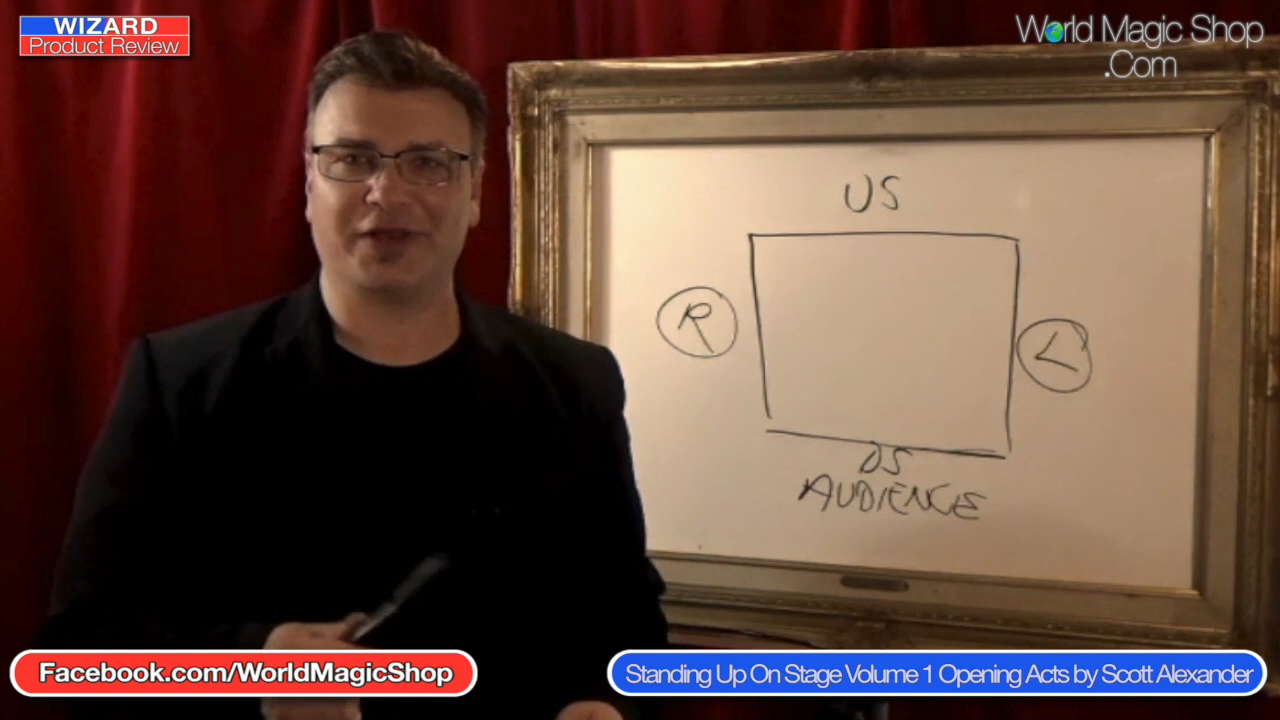 WIZARD
Product Review
World Magic Shop
.Com
US
R
L
DS
AUDIENCE
Facebook.com/WorldMagicShop
Standing Up On Stage Volume 1 Opening Acts by Scott Alexander